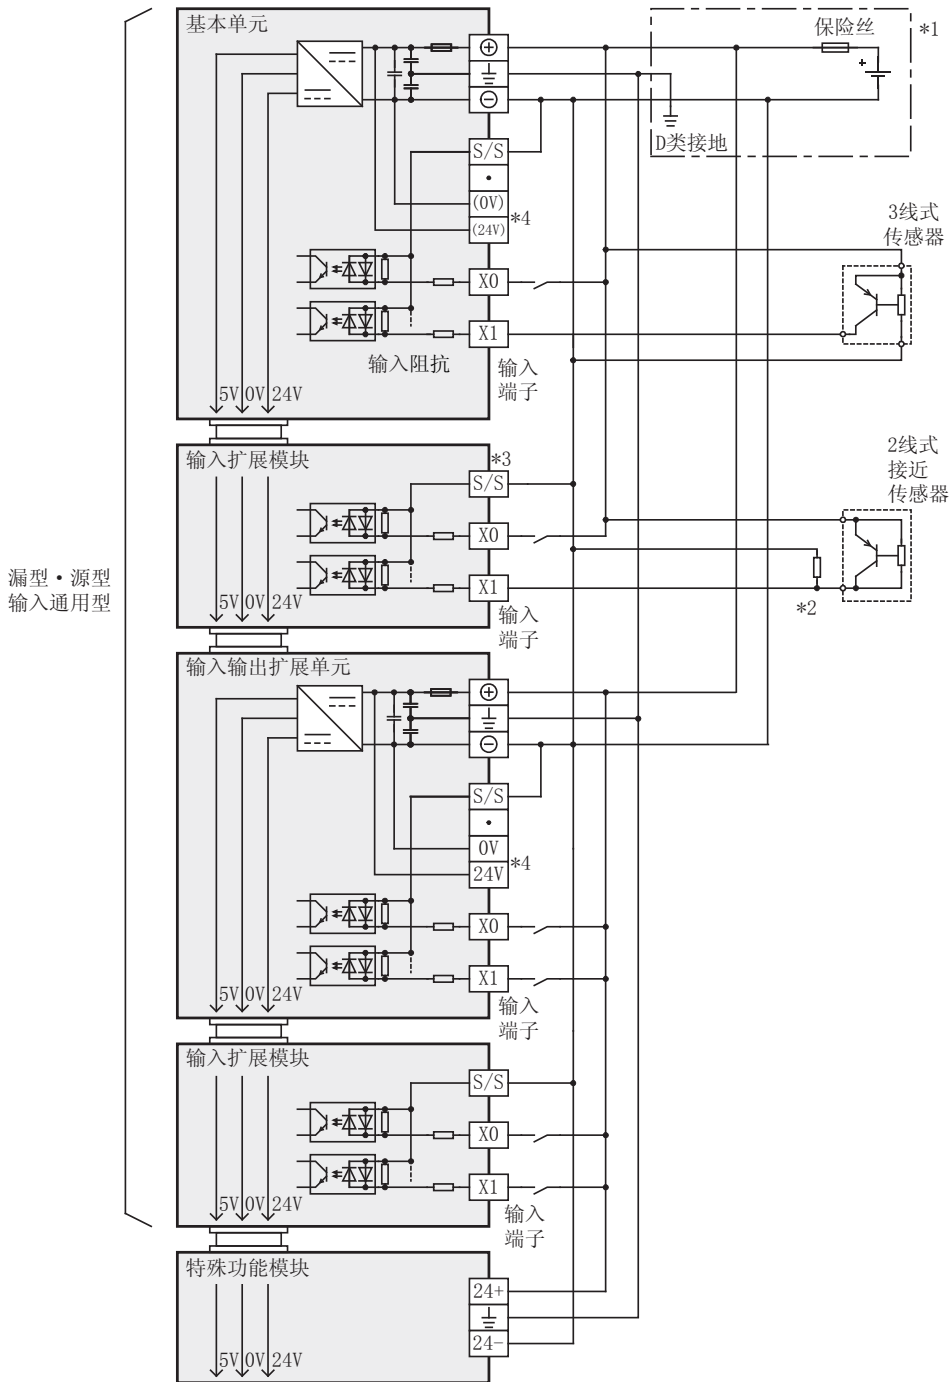 基本单元
⊕
⊖
S/S
•
(0V)
(24V)
*4
X0
X1
输入阻抗
输入
端子
5V 0V 24V
保险丝
*1
+
D类接地
3线式
传感器
输入扩展模块
*3
S/S
X0
X1
输入
端子
5V 0V 24V
2线式
接近
传感器
*2
漏型・源型
输入通用型
输入输出扩展单元
⊕
⊖
S/S
•
0V
24V
*4
X0
X1
输入
端子
5V 0V 24V
输入扩展模块
S/S
X0
X1
输入
端子
5V 0V 24V
特殊功能模块
24+
24-
5V 0V 24V